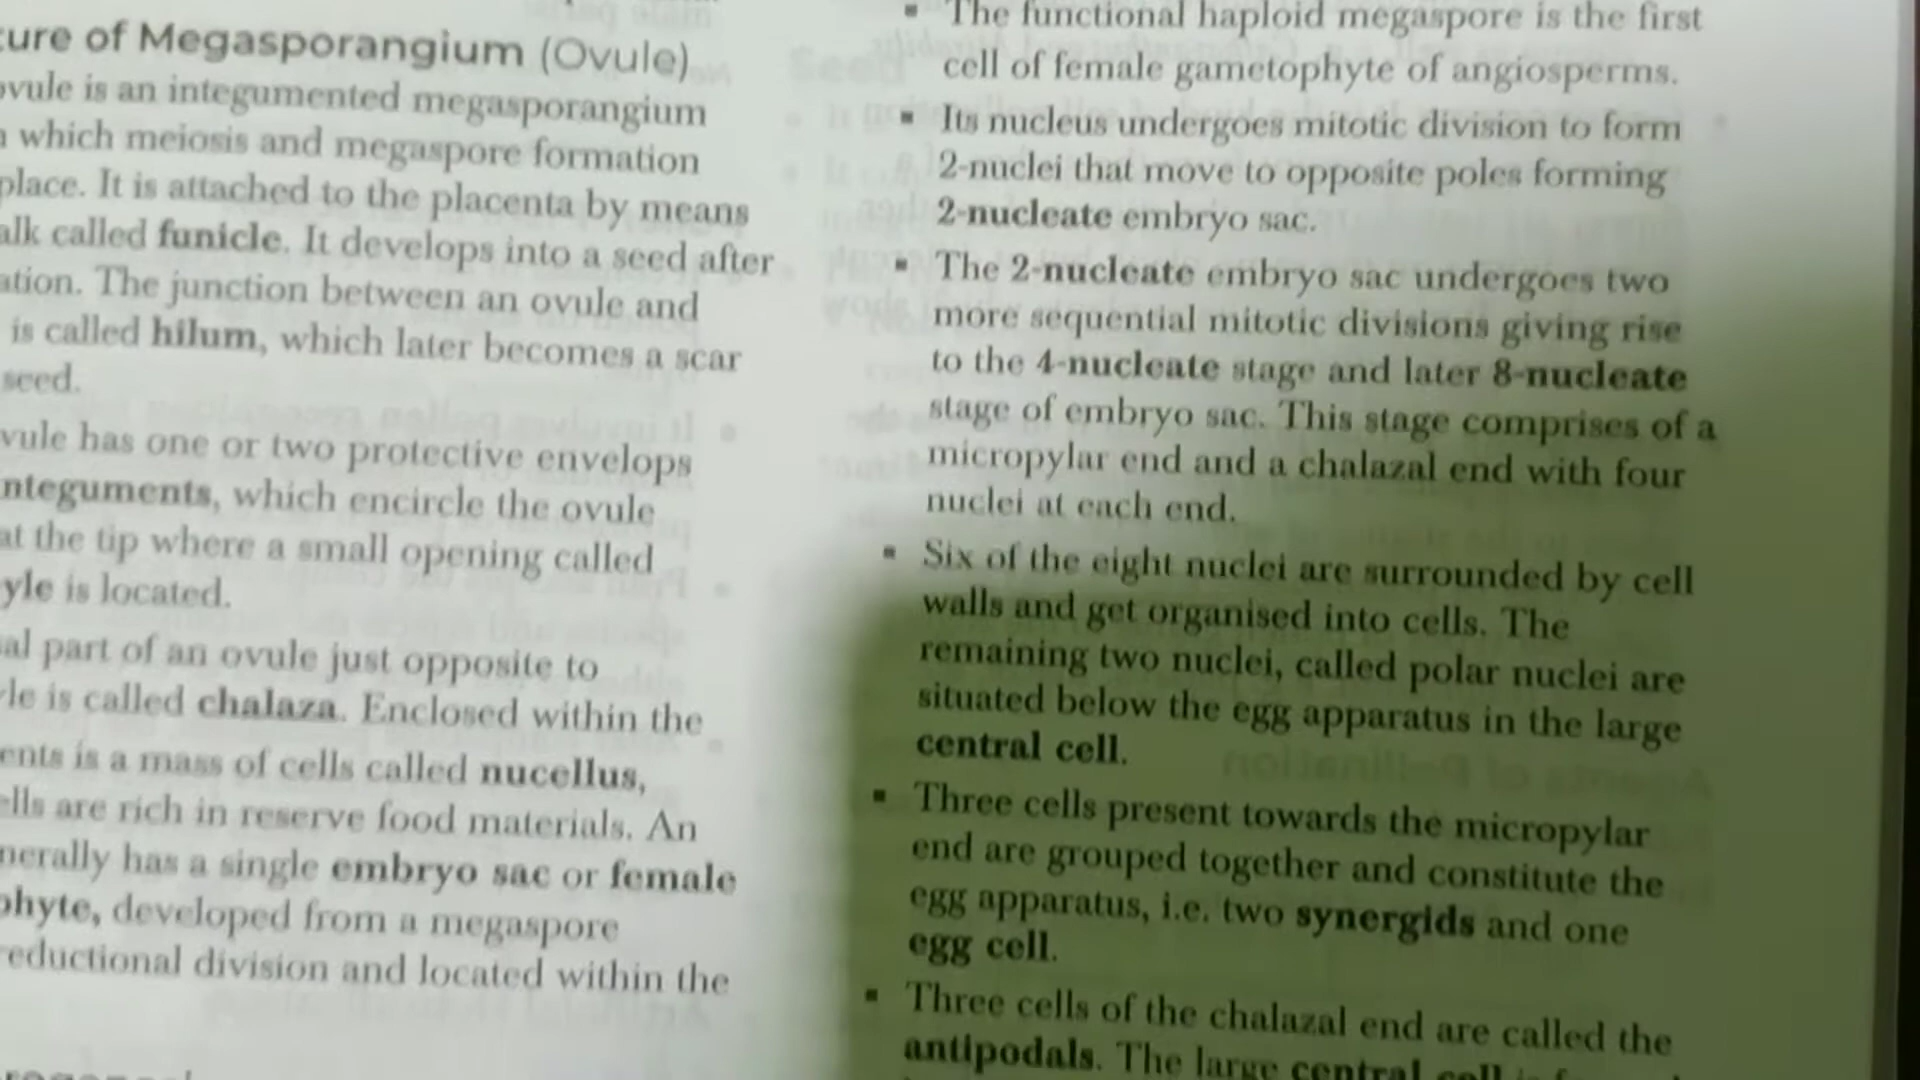 ure of Megasporangium (Ovule)
ovule is an integumented megasporangium
which meiosis and megaspore formation
place. It is attached to the placenta by means
alk called funicle. It develops into a seed after
ation. The junction between an ovule and
is called hilum, which later becomes a scar
seed.
vule has one or two protective envelops
nteguments, which encircle the ovule
at the tip where a small opening called
yle is located.
al part of an ovule just opposite to
le is called chalaza. Enclosed within the
ents is a mass of cells called nucellus,
ells are rich in reserve food materials. An
nerally has a single embryo sac or female
phyte, developed from a megaspore
reductional division and located within the
▪ The functional haploid megaspore is the first
cell of female gametophyte of angiosperms.
▪ Its nucleus undergoes mitotic division to form
2-nuclei that move to opposite poles forming
2-nucleate embryo sac.
▪ The 2-nucleate embryo sac undergoes two
more sequential mitotic divisions giving rise
to the 4-nucleate stage and later 8-nucleate
stage of embryo sac. This stage comprises of a
micropylar end and a chalazal end with four
nuclei at each end.
▪ Six of the eight nuclei are surrounded by cell
walls and get organised into cells. The
remaining two nuclei, called polar nuclei are
situated below the egg apparatus in the large
central cell.
▪ Three cells present towards the micropylar
end are grouped together and constitute the
egg apparatus, i.e. two synergids and one
egg cell.
▪ Three cells of the chalazal end are called the
antipodals. The large central cell is